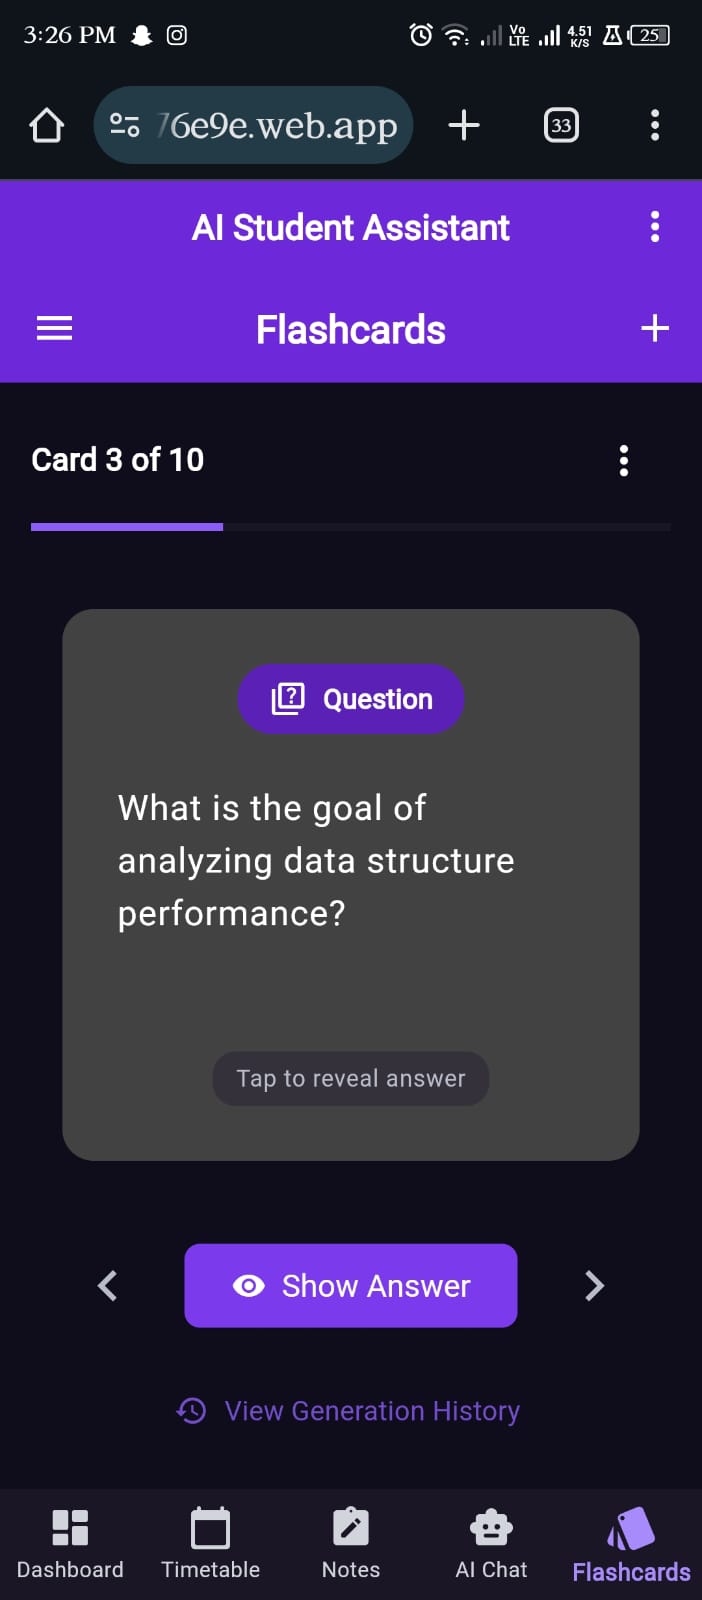 3:26 PM
Vo
LTE
4.51
K/S
25
76e9e.web.app
33
AI Student Assistant
Flashcards
Card 3 of 10
Question
What is the goal of
analyzing data structure
performance?
Tap to reveal answer
Show Answer
View Generation History
Dashboard
Timetable
Notes
AI Chat
Flashcards